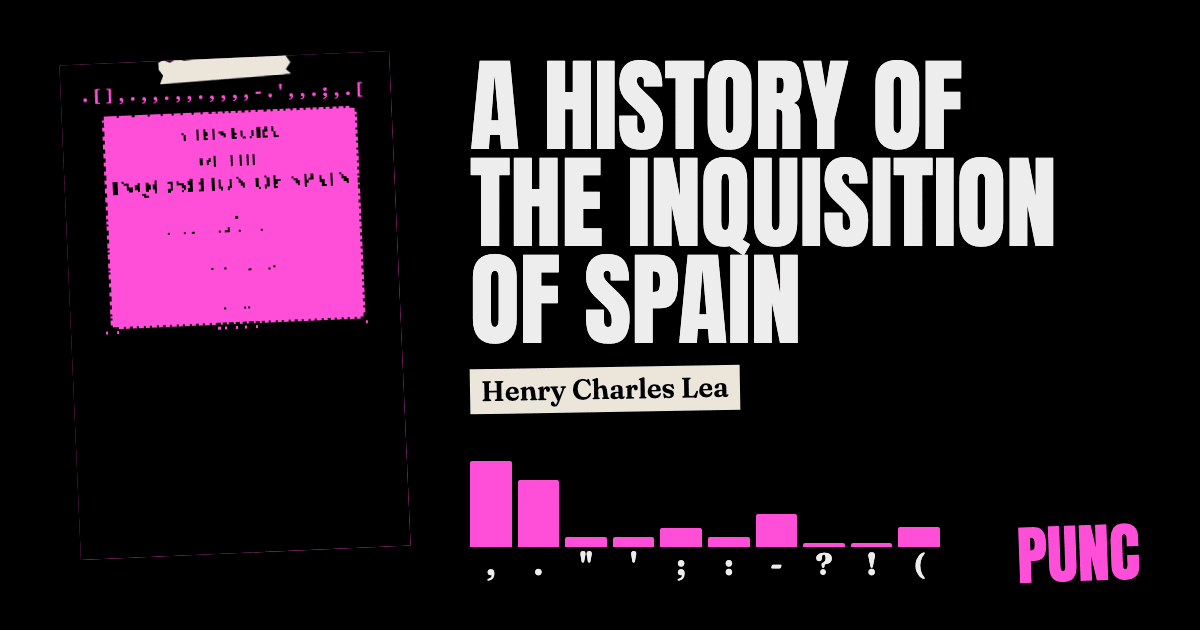 .[],.,,.,,.,,,,-.',,.;,.[
A HISTORY OF
THE INQUISITION
OF SPAIN
Henry Charles Lea
, . " ' ; : - ? ! (
PUNC